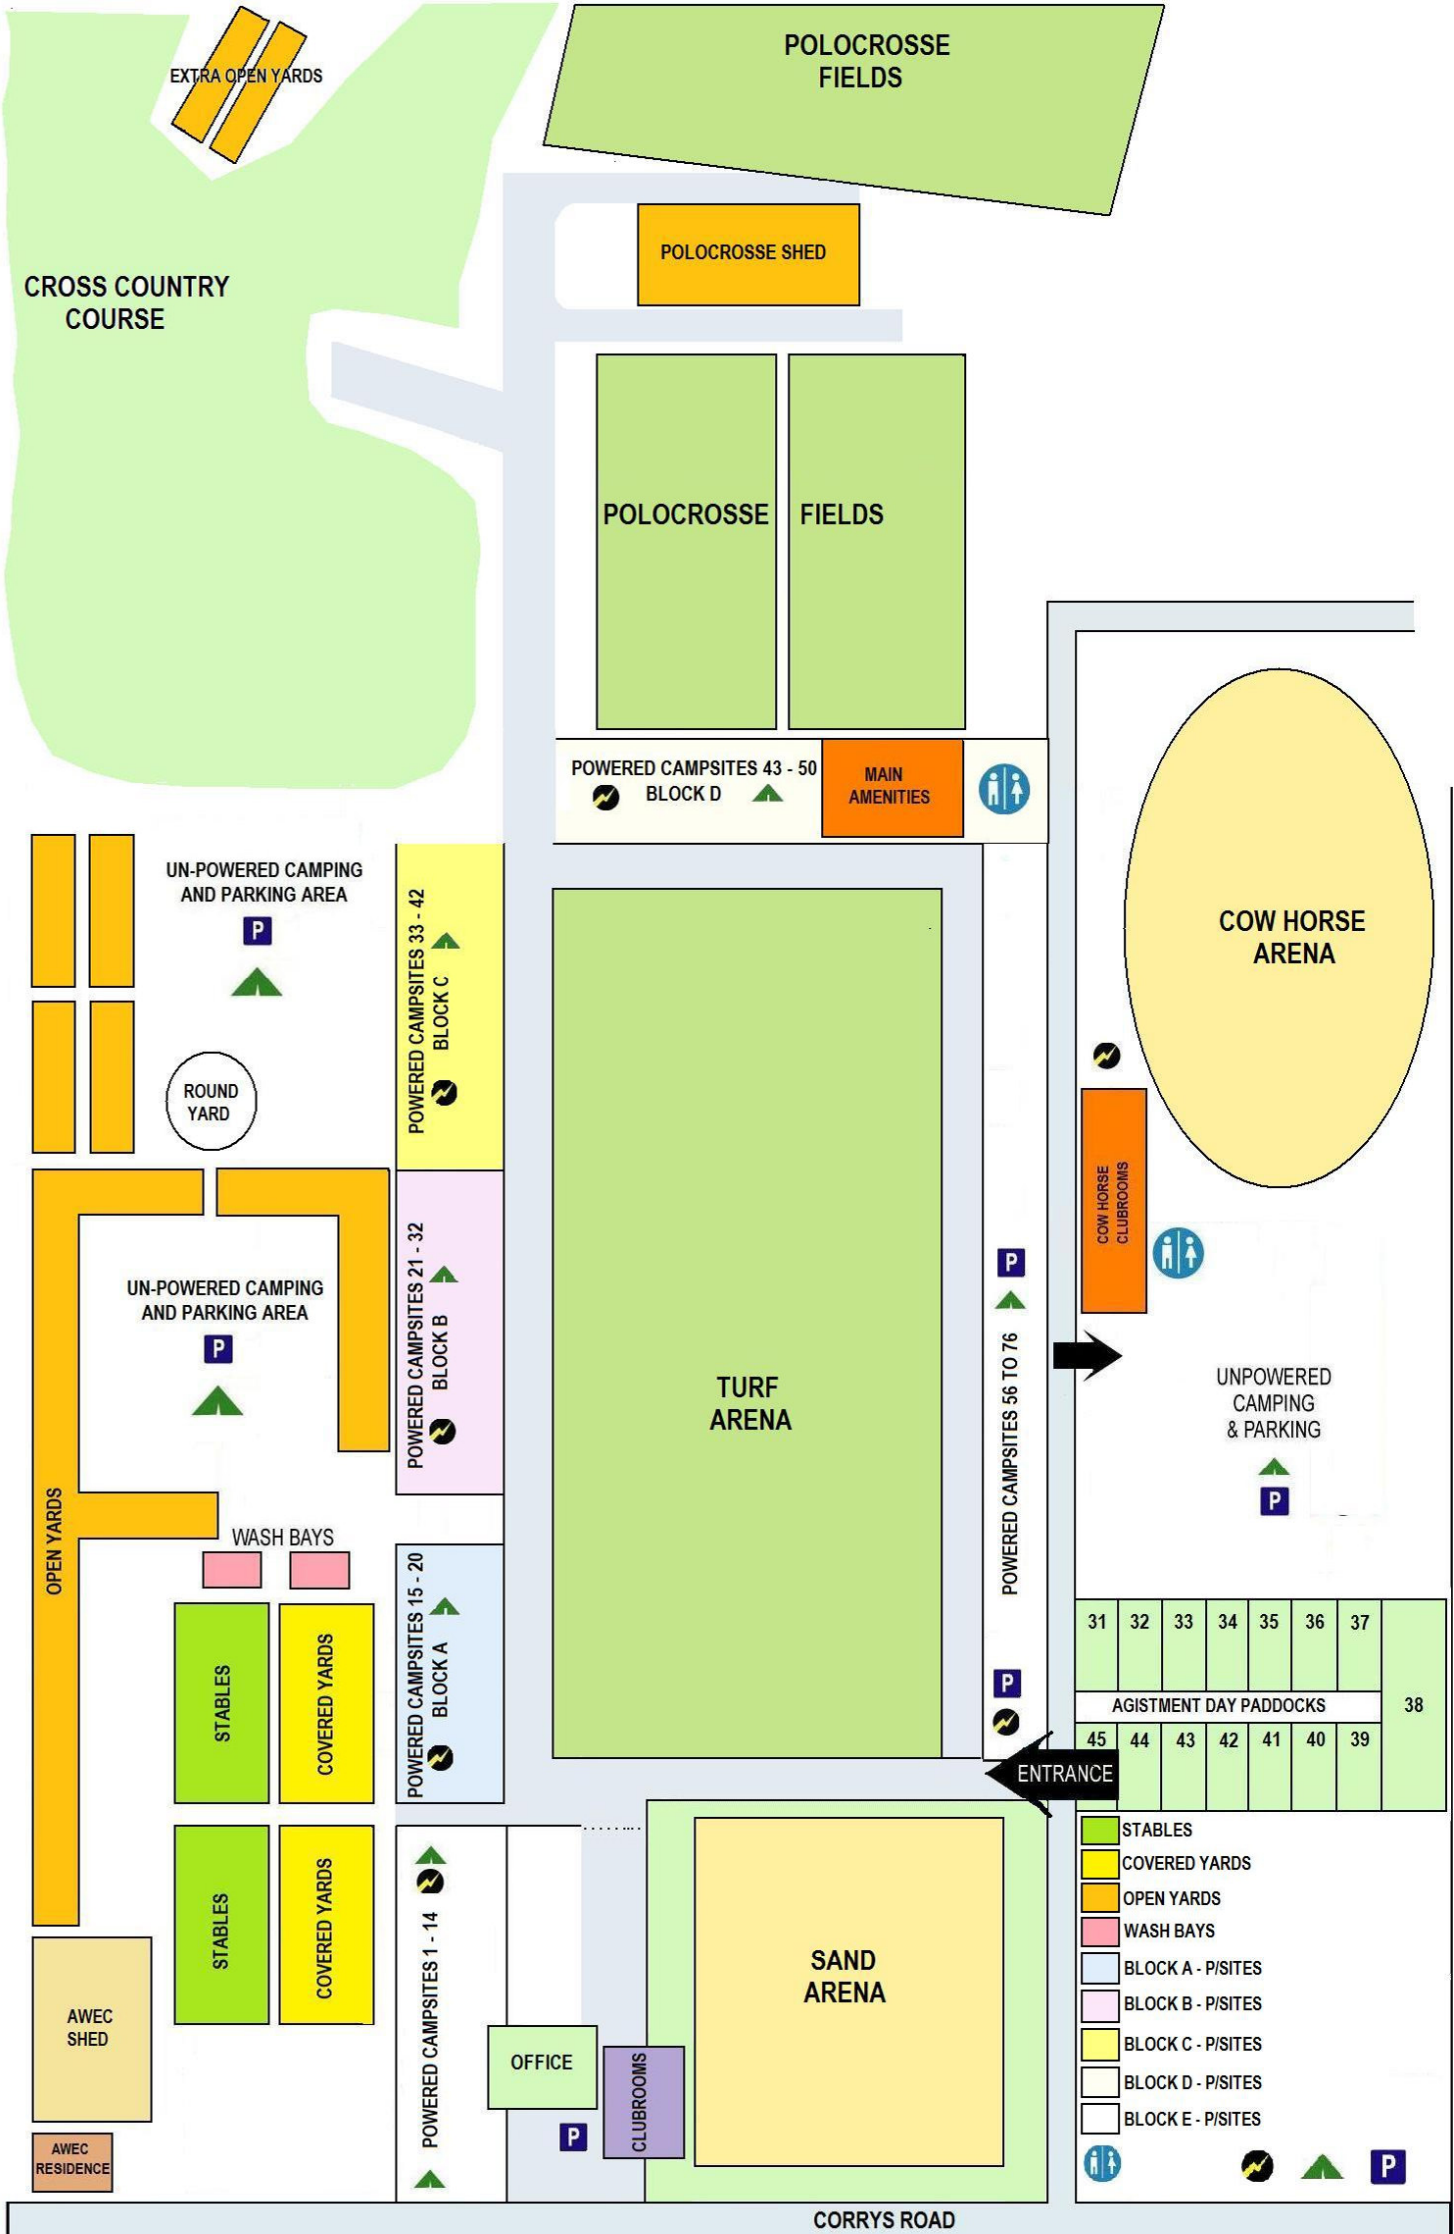 POLOCROSSE
FIELDS
EXTRA OPEN YARDS
POLOCROSSE SHED
CROSS COUNTRY
COURSE
POLOCROSSE
FIELDS
POWERED CAMPSITES 43 - 50
BLOCK D
MAIN
AMENITIES
UN-POWERED CAMPING
AND PARKING AREA
P
POWERED CAMPSITES 33 - 42
BLOCK C
COW HORSE
ARENA
ROUND
YARD
COW HORSE
CLUBROOMS
POWERED CAMPSITES 21 - 32
BLOCK B
UN-POWERED CAMPING
AND PARKING AREA
P
P
POWERED CAMPSITES 56 TO 76
P
TURF
ARENA
UNPOWERED
CAMPING
& PARKING
P
OPEN YARDS
WASH BAYS
POWERED CAMPSITES 15 - 20
BLOCK A
STABLES
COVERED YARDS
31 32 33 34 35 36 37
AGISTMENT DAY PADDOCKS
38
45 44 43 42 41 40 39
ENTRANCE
STABLES
COVERED YARDS
POWERED CAMPSITES 1 - 14
SAND
ARENA
AWEC
SHED
OFFICE
CLUBROOMS
P
AWEC
RESIDENCE
STABLES
COVERED YARDS
OPEN YARDS
WASH BAYS
BLOCK A - P/SITES
BLOCK B - P/SITES
BLOCK C - P/SITES
BLOCK D - P/SITES
BLOCK E - P/SITES
P
CORRYS ROAD